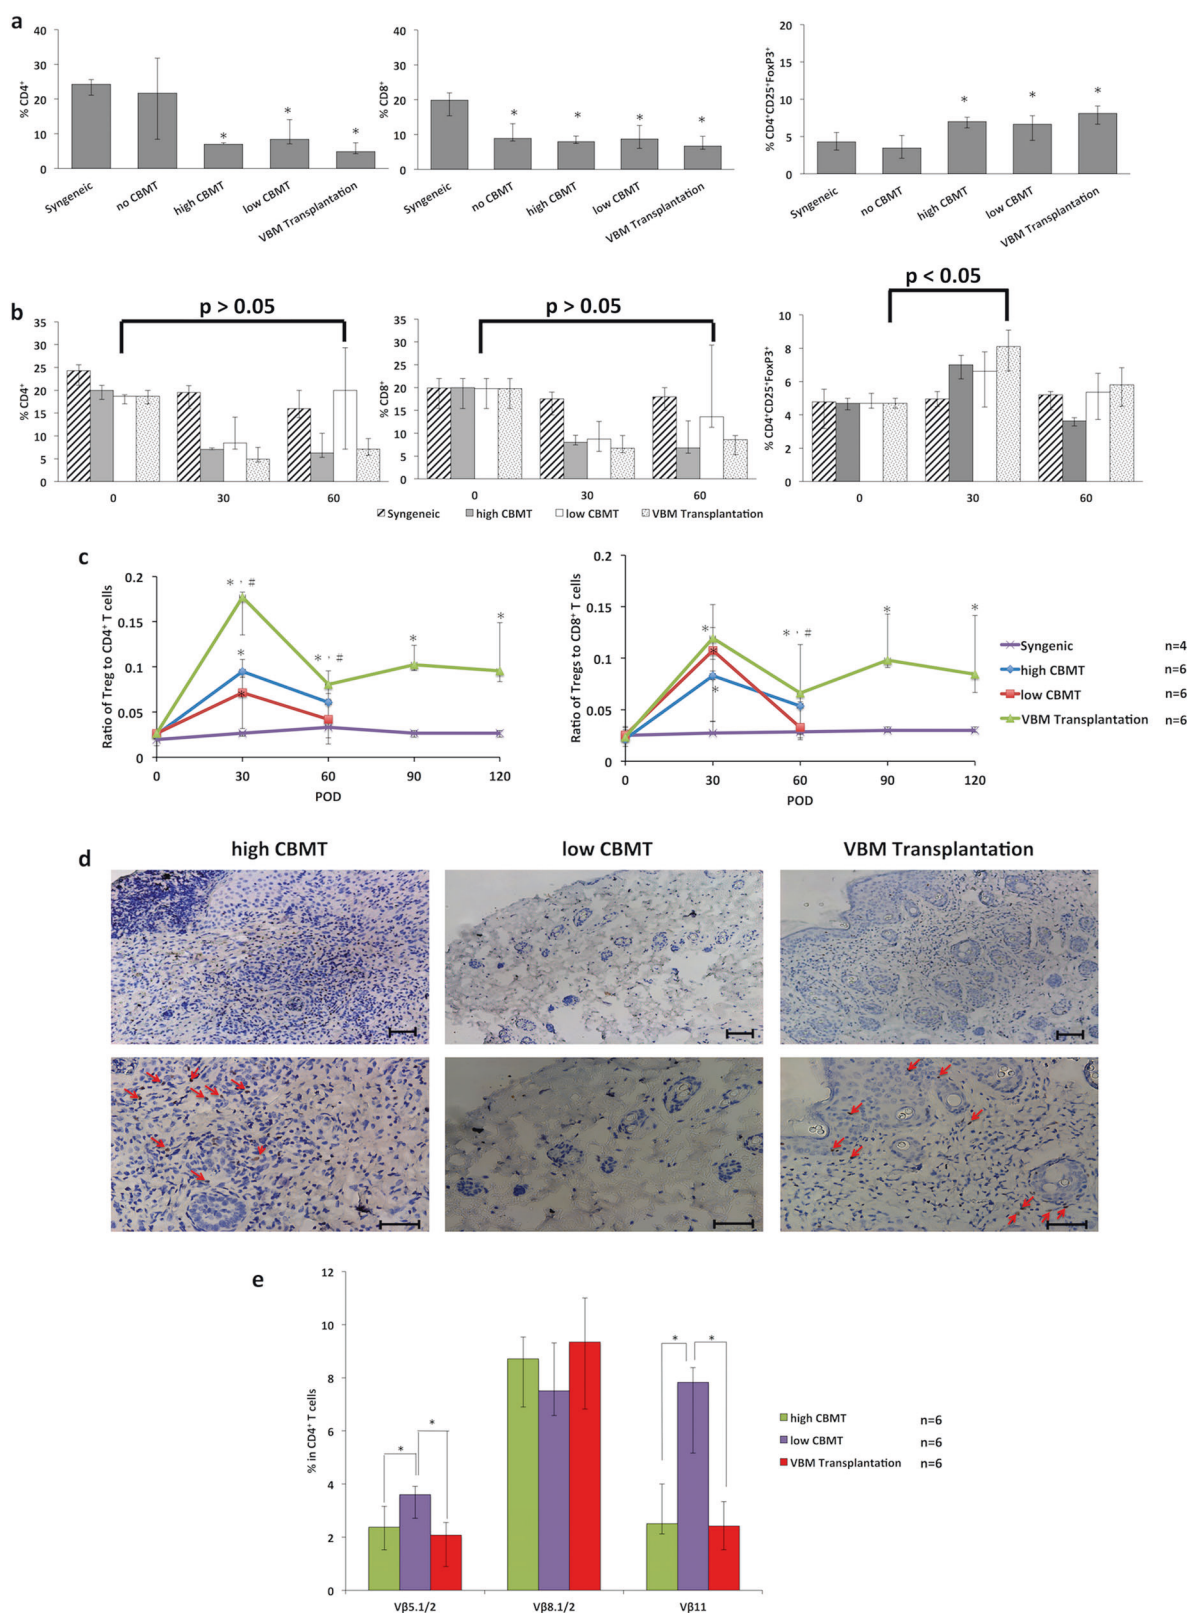 a
% CD4⁺
40
30
20
10
0
*
*
*
Syngeneic
no CBMT
high CBMT
low CBMT
VBM Transplantation
% CD8⁺
40
30
20
10
0
*
*
*
*
Syngeneic
no CBMT
high CBMT
low CBMT
VBM Transplantation
% CD4⁺CD25⁺FoxP3⁺
20
15
10
5
0
*
*
*
Syngeneic
no CBMT
high CBMT
low CBMT
VBM Transplantation
b
p > 0.05
% CD4⁺
35
30
25
20
15
10
5
0
0 30 60
p > 0.05
% CD8⁺
35
30
25
20
15
10
5
0
0 30 60
p < 0.05
% CD4⁺CD25⁺FoxP3⁺
10
8
6
4
2
0
0 30 60
Syngeneic high CBMT low CBMT VBM Transplantation
c
Ratio of Treg to CD4⁺ T cells
0.2
0.15
0.1
0.05
0
* , #
*
*
* , #
*
*
0 30 60 90 120
POD
Ratio of Tregs to CD8⁺ T cells
0.2
0.15
0.1
0.05
0
*
*
*
* , #
*
*
0 30 60 90 120
POD
Syngenic n=4
high CBMT n=6
low CBMT n=6
VBM Transplantation n=6
d
high CBMT low CBMT VBM Transplantation
e
% in CD4⁺ T cells
12
10
8
6
4
2
0
*
*
*
*
Vβ5.1/2 Vβ8.1/2 Vβ11
high CBMT n=6
low CBMT n=6
VBM Transplantation n=6